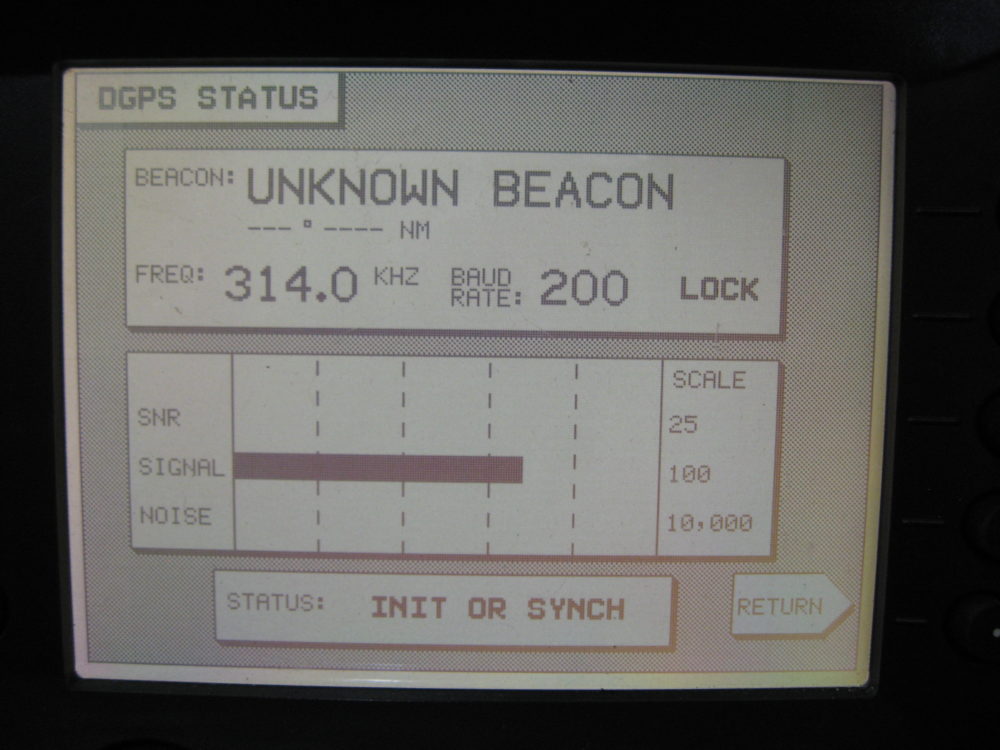 DGPS STATUS
BEACON: UNKNOWN BEACON
---° ---- NM
FREQ: 314.0 KHZ BAUD RATE: 200 LOCK
SCALE
SNR 25
SIGNAL 100
NOISE 10,000
STATUS: INIT OR SYNCH
RETURN